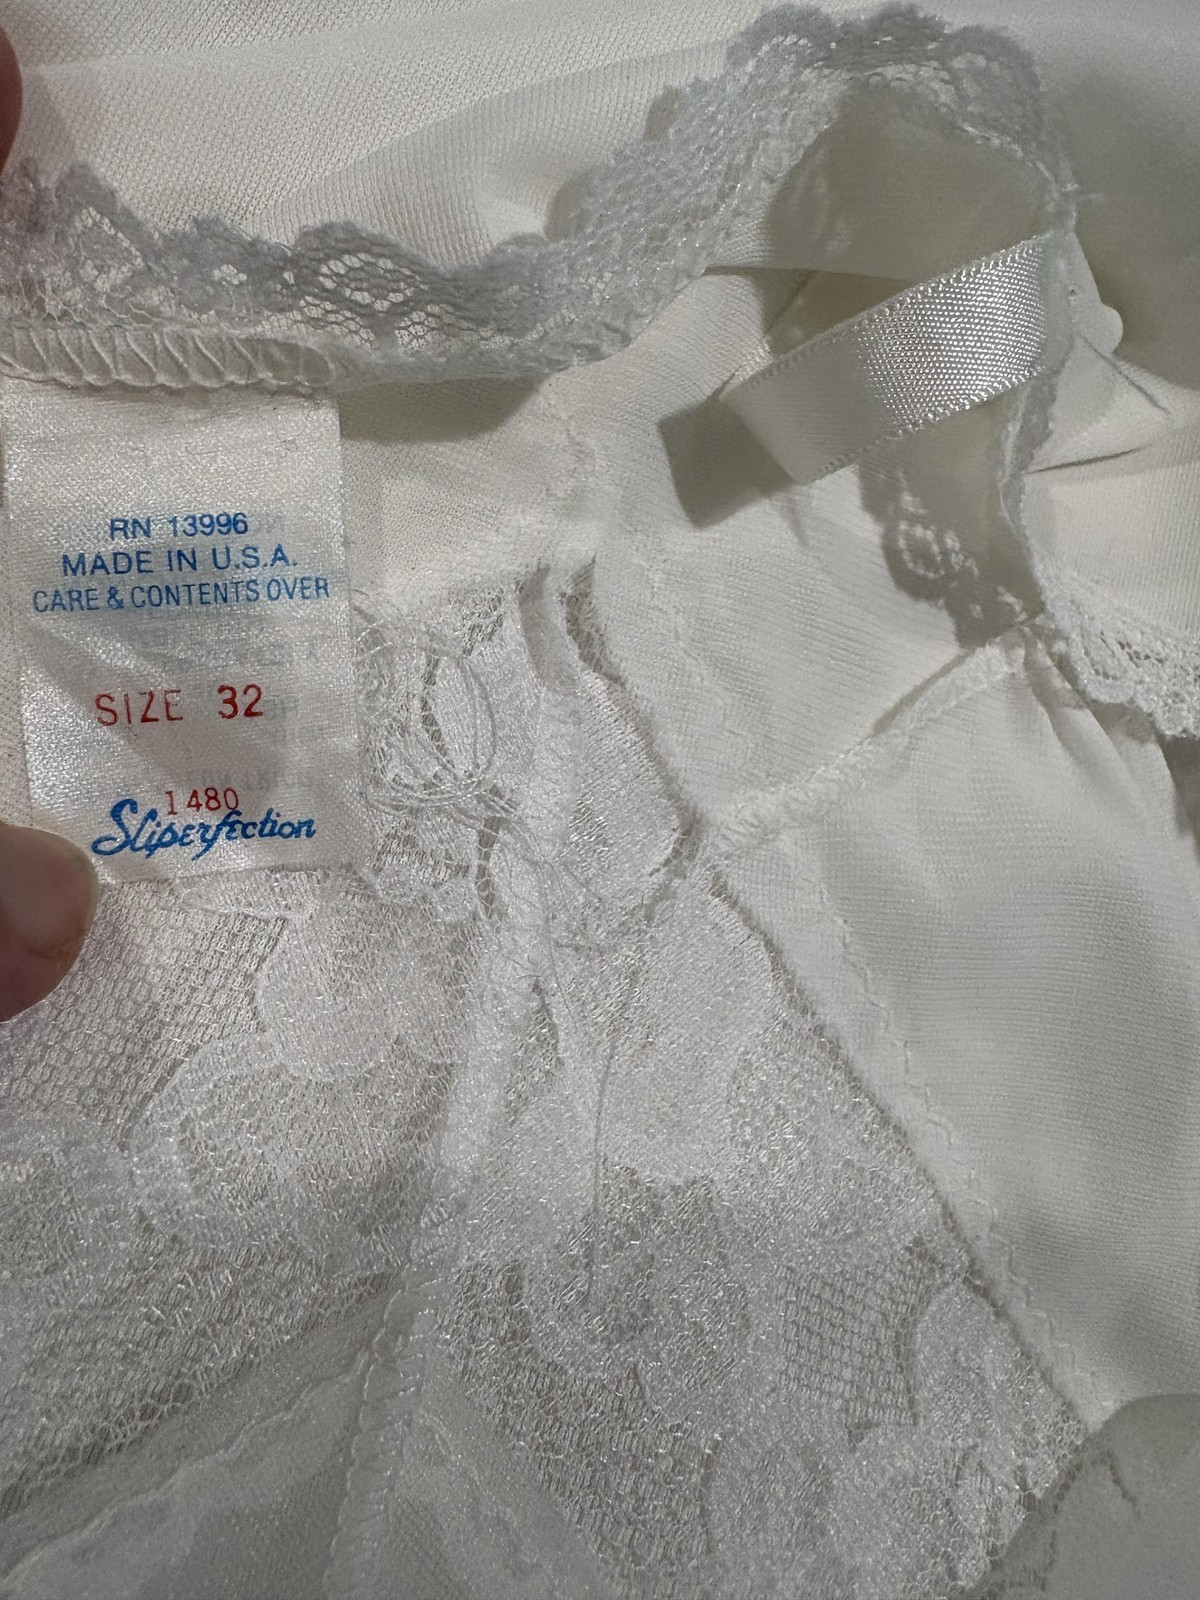 RN 13996
MADE IN U.S.A.
CARE & CONTENTS OVER
SIZE 32
1480
Sliperfection